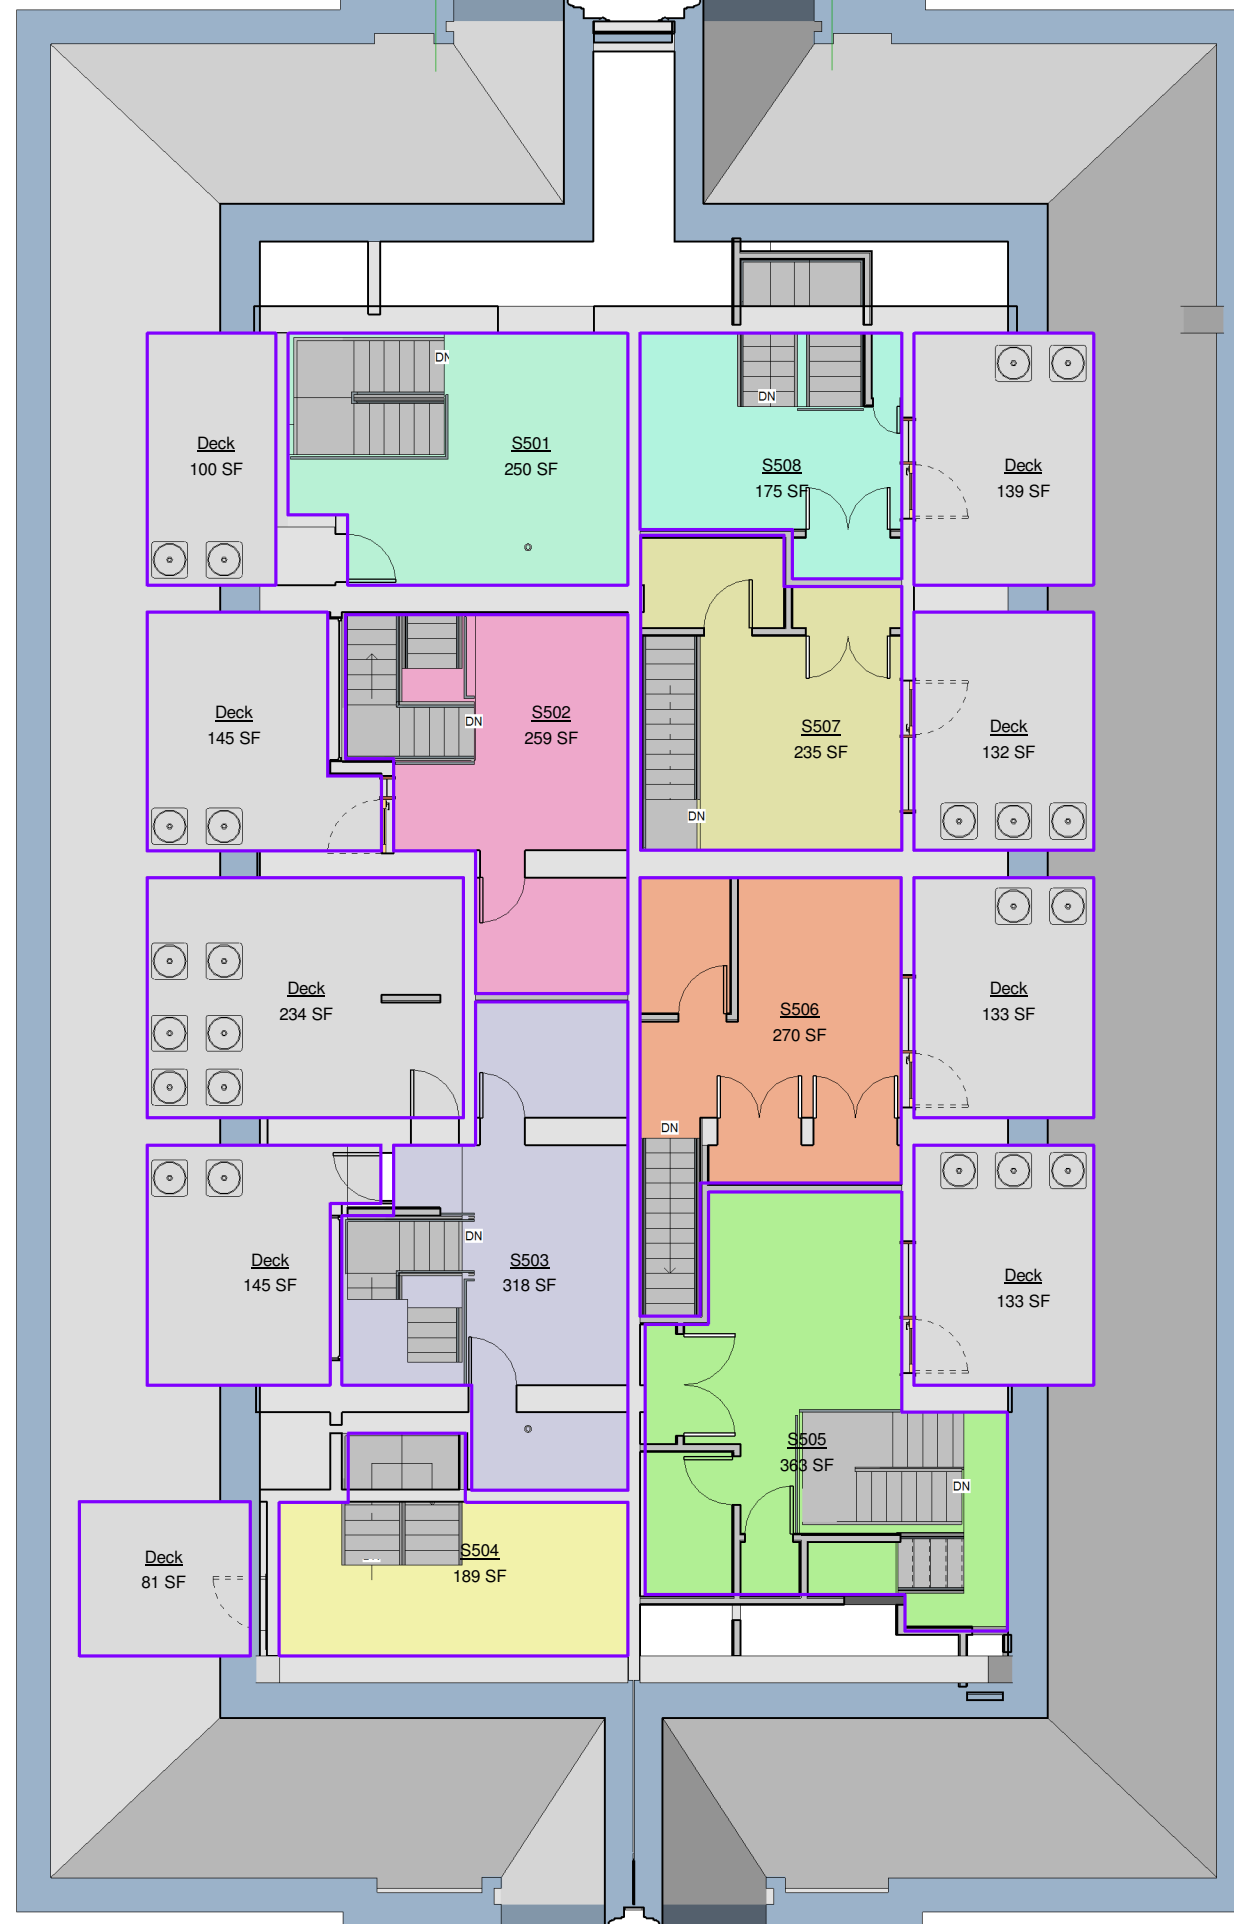 DN
Deck
100 SF
S501
250 SF
DN
S508
175 SF
Deck
139 SF
Deck
145 SF
DN
S502
259 SF
S507
235 SF
Deck
132 SF
DN
Deck
234 SF
S506
270 SF
Deck
133 SF
DN
Deck
145 SF
DN
S503
318 SF
Deck
133 SF
S505
363 SF
DN
Deck
81 SF
S504
189 SF